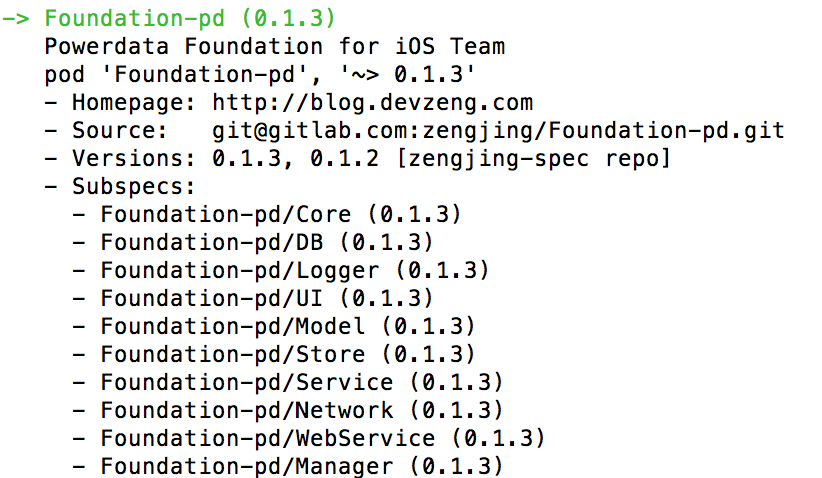 -> Foundation-pd (0.1.3)
Powerdata Foundation for iOS Team
pod 'Foundation-pd', '~> 0.1.3'
- Homepage: http://blog.devzeng.com
- Source:   git@gitlab.com:zengjing/Foundation-pd.git
- Versions: 0.1.3, 0.1.2 [zengjing-spec repo]
- Subspecs:
- Foundation-pd/Core (0.1.3)
- Foundation-pd/DB (0.1.3)
- Foundation-pd/Logger (0.1.3)
- Foundation-pd/UI (0.1.3)
- Foundation-pd/Model (0.1.3)
- Foundation-pd/Store (0.1.3)
- Foundation-pd/Service (0.1.3)
- Foundation-pd/Network (0.1.3)
- Foundation-pd/WebService (0.1.3)
- Foundation-pd/Manager (0.1.3)